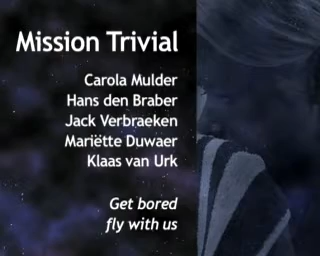 Mission Trivial
Carola Mulder
Hans den Braber
Jack Verbraeken
Mariëtte Duwaer
Klaas van Urk
Get bored
fly with us